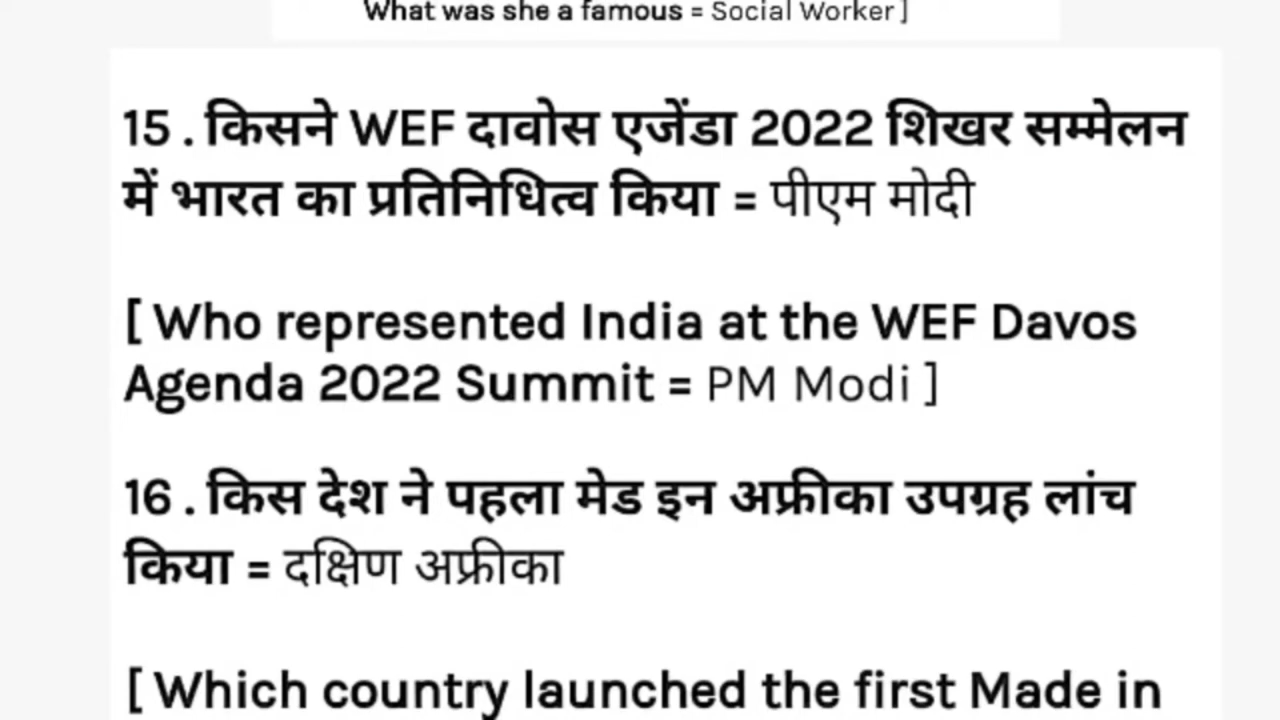 What was she a famous = Social Worker ]
15 . किसने WEF दावोस एजेंडा 2022 शिखर सम्मेलन
में भारत का प्रतिनिधित्व किया = पीएम मोदी
[ Who represented India at the WEF Davos
Agenda 2022 Summit = PM Modi ]
16 . किस देश ने पहला मेड इन अफ्रीका उपग्रह लांच
किया = दक्षिण अफ्रीका
[ Which country launched the first Made in